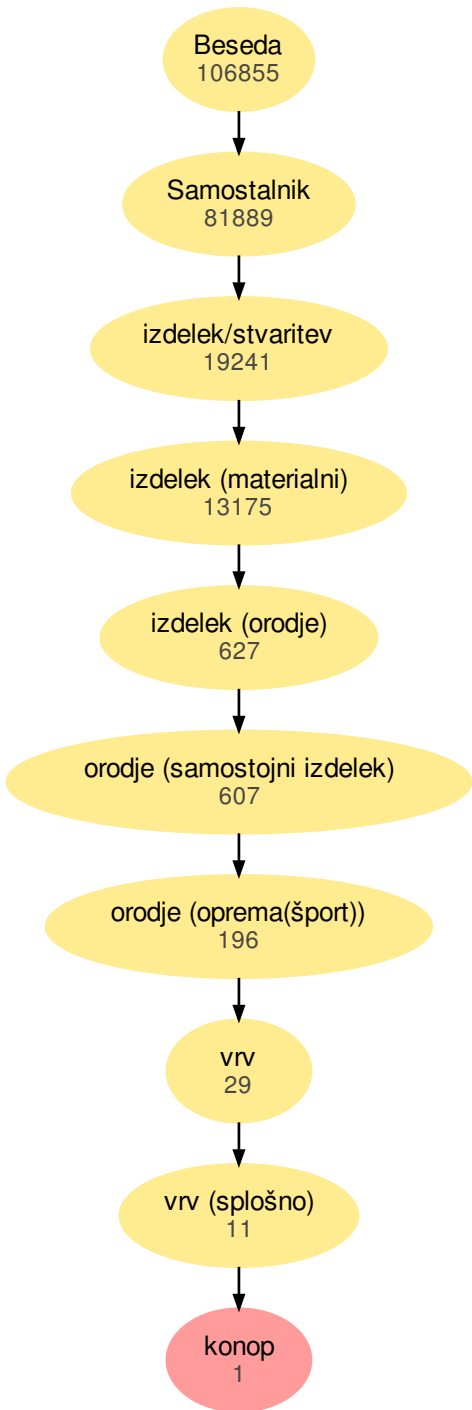 Beseda
106855
Samostalnik
81889
izdelek/stvaritev
19241
izdelek (materialni)
13175
izdelek (orodje)
627
orodje (samostojni izdelek)
607
orodje (oprema(šport))
196
vrv
29
vrv (splošno)
11
konop
1